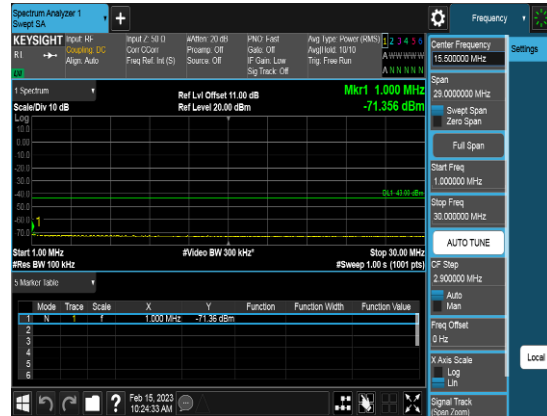 Spectrum Analyzer 1
Swept SA
Frequency
KEYSIGHT
R1
LXI
Input: RF
Coupling: DC
Align: Auto
Input Z: 50 Ω
Corr CCorr
Freq Ref: Int (S)
#Atten: 20 dB
Preamp: Off
Source: Off
PNO: Fast
Gate: Off
IF Gain: Low
Sig Track: Off
Avg Type: Power (RMS)
Avg|Hold: 10/10
Trig: Free Run
1 2 3 4 5 6
A W W W W W
A N N N N N
1 Spectrum
Scale/Div 10 dB
Ref Lvl Offset 11.00 dB
Ref Level 20.00 dBm
Mkr1 1.000 MHz
-71.356 dBm
Log
10.0
0.00
-10.0
-20.0
-30.0
-40.0
-50.0
-60.0
-70.0
DL1 -43.00 dBm
1
Start 1.00 MHz
#Res BW 100 kHz
#Video BW 300 kHz*
Stop 30.00 MHz
#Sweep 1.00 s (1001 pts)
5 Marker Table
Mode Trace Scale X Y Function Function Width Function Value
1 N 1 f 1.000 MHz -71.36 dBm
2
3
4
5
6
Feb 15, 2023
10:24:33 AM
Center Frequency
15.500000 MHz
Settings
Span
29.0000000 MHz
Swept Span
Zero Span
Full Span
Start Freq
1.000000 MHz
Stop Freq
30.000000 MHz
AUTO TUNE
CF Step
2.900000 MHz
Auto
Man
Freq Offset
0 Hz
X Axis Scale
Log
Lin
Local
Signal Track
(Span Zoom)